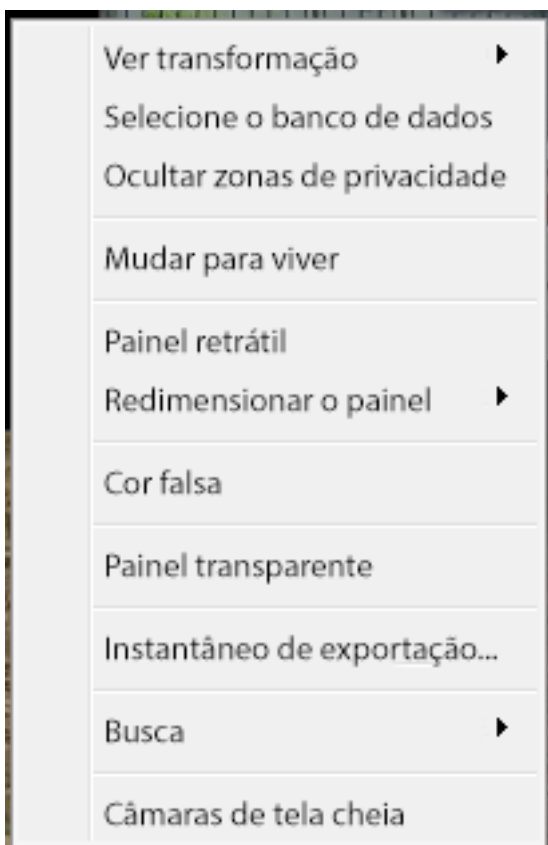 Ver transformação
Selecione o banco de dados
Ocultar zonas de privacidade
Mudar para viver
Painel retrátil
Redimensionar o painel
Cor falsa
Painel transparente
Instantâneo de exportação...
Busca
Câmaras de tela cheia